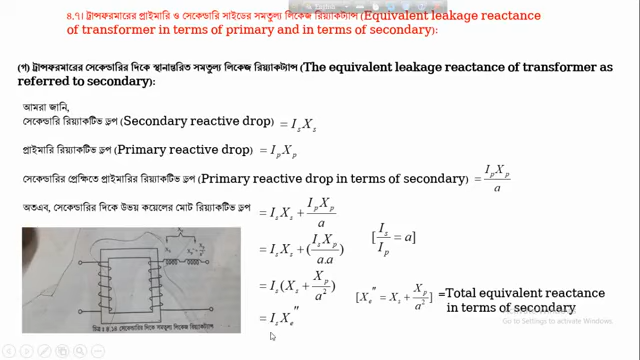 ৪.৭। ট্রান্সফরমারের প্রাইমারি ও সেকেন্ডারি সাইডের সমতুল্য লিকেজ রিয়্যাকট্যান্স (Equivalent leakage reactance
of transformer in terms of primary and in terms of secondary):
(গ) ট্রান্সফরমারের সেকেন্ডারির দিকে স্থানান্তরিত সমতুল্য লিকেজ রিয়্যাকট্যান্স (The equivalent leakage reactance of transformer as
referred to secondary):
আমরা জানি,
সেকেন্ডারি রিয়্যাকটিভ ড্রপ (Secondary reactive drop) = I_s X_s
প্রাইমারি রিয়্যাকটিভ ড্রপ (Primary reactive drop) = I_p X_p
সেকেন্ডারির প্রেক্ষিতে প্রাইমারির রিয়্যাকটিভ ড্রপ (Primary reactive drop in terms of secondary) = I_p X_p / a
অতএব, সেকেন্ডারির দিকে উভয় কয়েলের মোট রিয়্যাকটিভ ড্রপ = I_s X_s + I_p X_p / a
= I_s X_s + (I_s X_p / a.a) [I_s / I_p = a]
= I_s (X_s + X_p / a²)
[X_e″ = X_s + X_p / a²] =Total equivalent reactance
in terms of secondary
= I_s X_e″
চিত্র ঃ ৪.১৪ সেকেন্ডারির দিকে সমতুল্য লিকেজ রিয়্যাকট্যান্স
Go to Settings to activate Windows